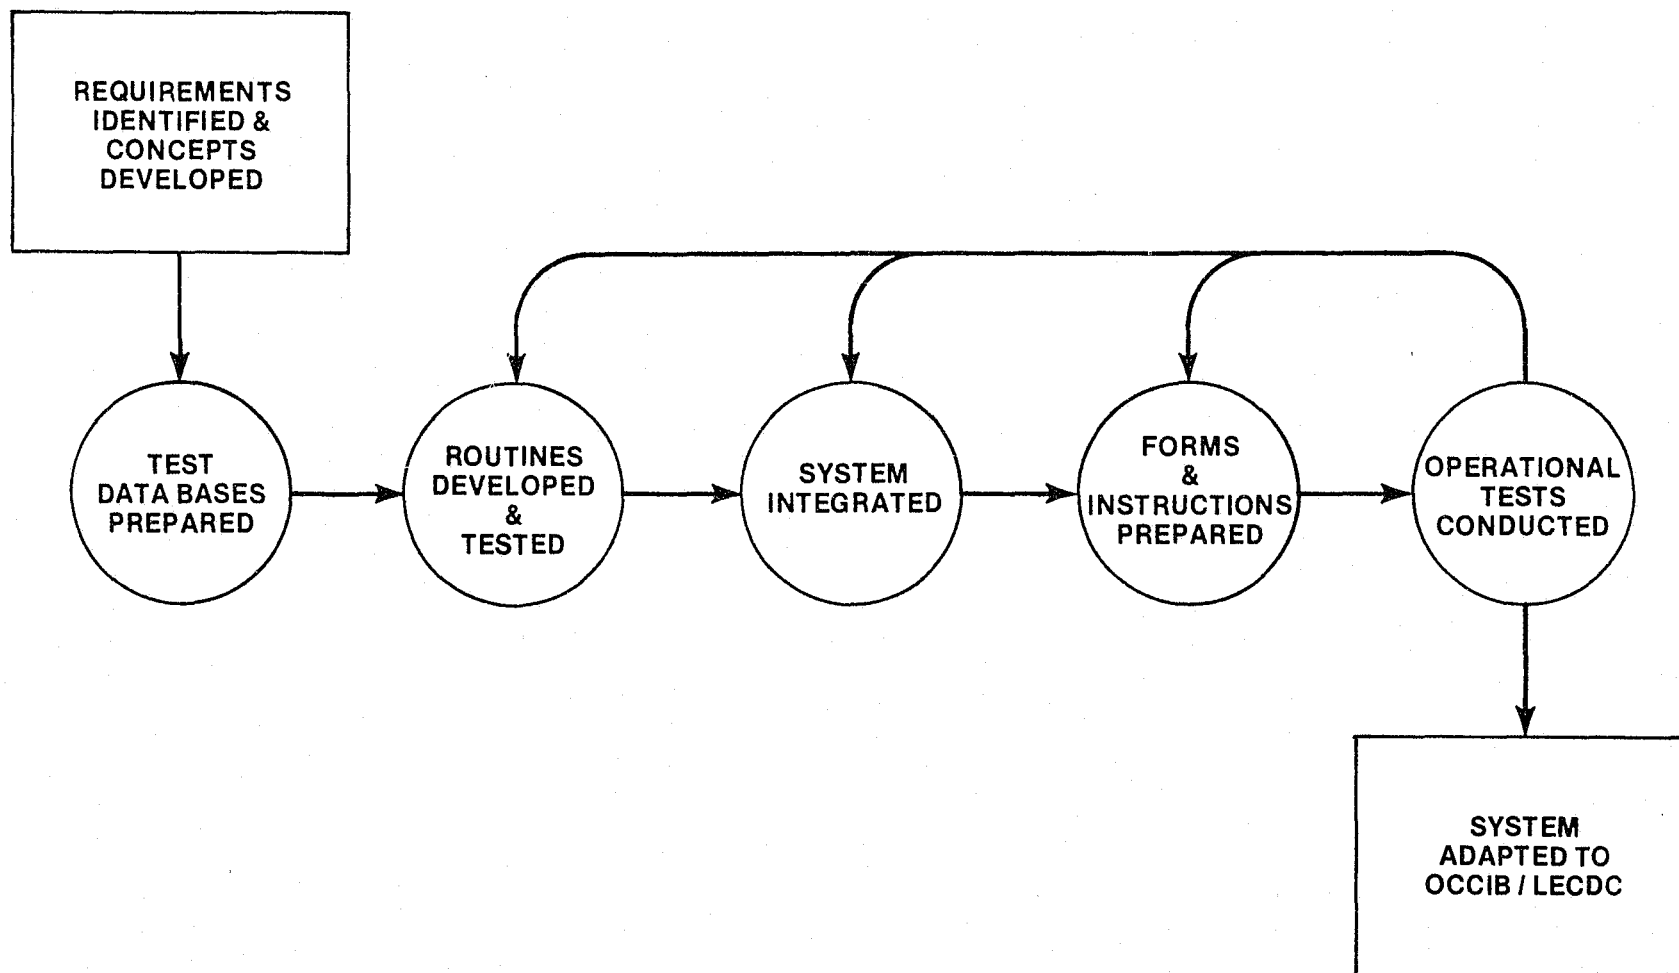 REQUIREMENTS
IDENTIFIED &
CONCEPTS
DEVELOPED
TEST
DATA BASES
PREPARED
ROUTINES
DEVELOPED
&
TESTED
SYSTEM
INTEGRATED
FORMS
&
INSTRUCTIONS
PREPARED
OPERATIONAL
TESTS
CONDUCTED
SYSTEM
ADAPTED TO
OCCIB / LECDC